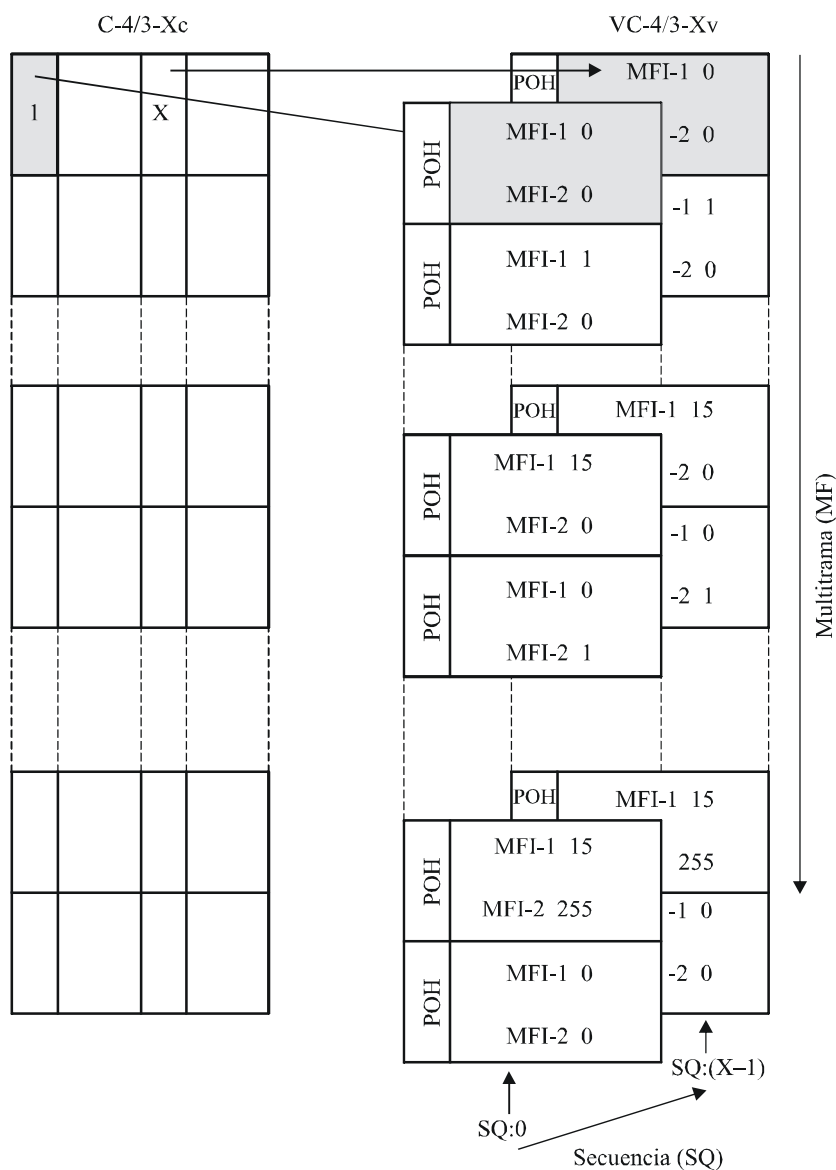 C-4/3-Xc
VC-4/3-Xv
1
X
POH
MFI-1 0
-2 0
-1 1
-2 0
POH
MFI-1 0
MFI-2 0
POH
MFI-1 1
MFI-2 0
POH
MFI-1 15
-2 0
-1 0
-2 1
POH
MFI-1 15
MFI-2 0
POH
MFI-1 0
MFI-2 1
POH
MFI-1 15
255
-1 0
-2 0
POH
MFI-1 15
MFI-2 255
POH
MFI-1 0
MFI-2 0
Multitrama (MF)
SQ:(X–1)
SQ:0
Secuencia (SQ)